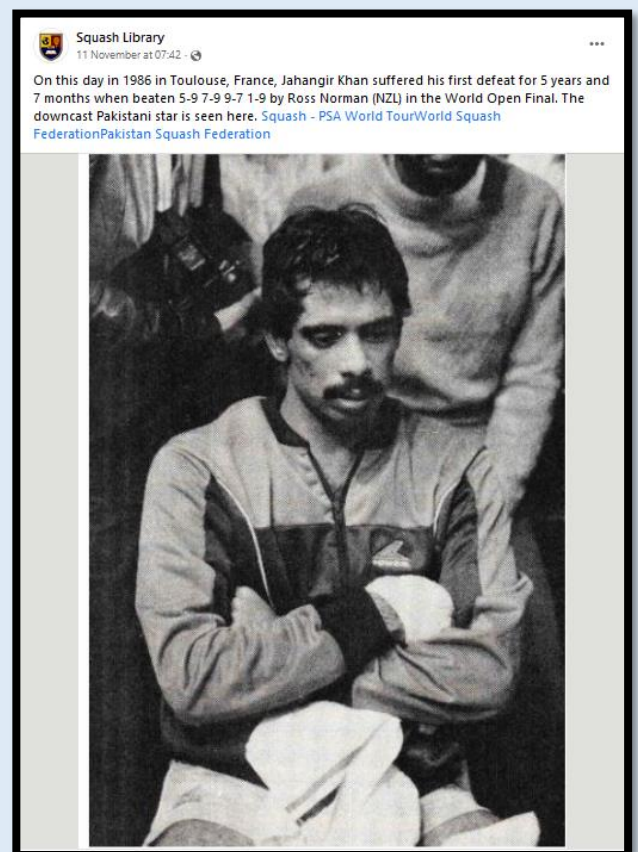 Squash Library
11 November at 07:42 ·
On this day in 1986 in Toulouse, France, Jahangir Khan suffered his first defeat for 5 years and
7 months when beaten 5-9 7-9 9-7 1-9 by Ross Norman (NZL) in the World Open Final. The
downcast Pakistani star is seen here. Squash - PSA World TourWorld Squash
FederationPakistan Squash Federation